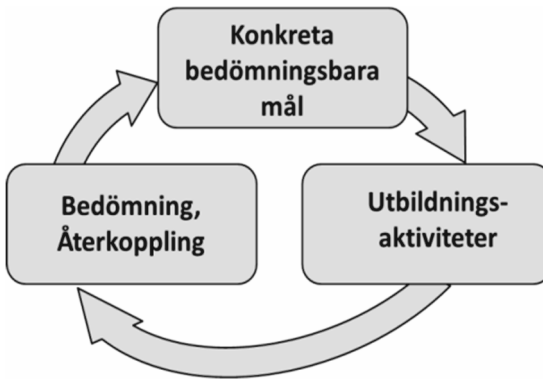 Konkreta
bedömningsbara
mål
Utbildnings-
aktiviteter
Bedömning,
Återkoppling